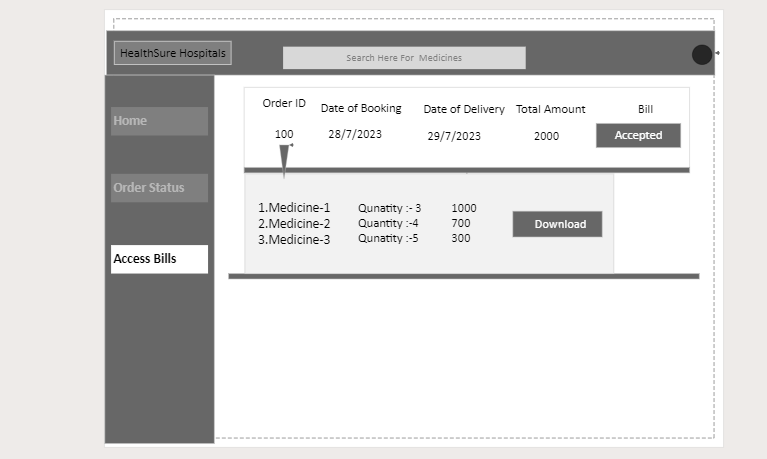 HealthSure Hospitals
Search Here For Medicines
Home
Order Status
Access Bills
Order ID Date of Booking Date of Delivery Total Amount Bill
100 28/7/2023 29/7/2023 2000 Accepted
1.Medicine-1 Qunatity :- 3 1000
2.Medicine-2 Qunatity :-4 700
3.Medicine-3 Qunatity :-5 300
Download